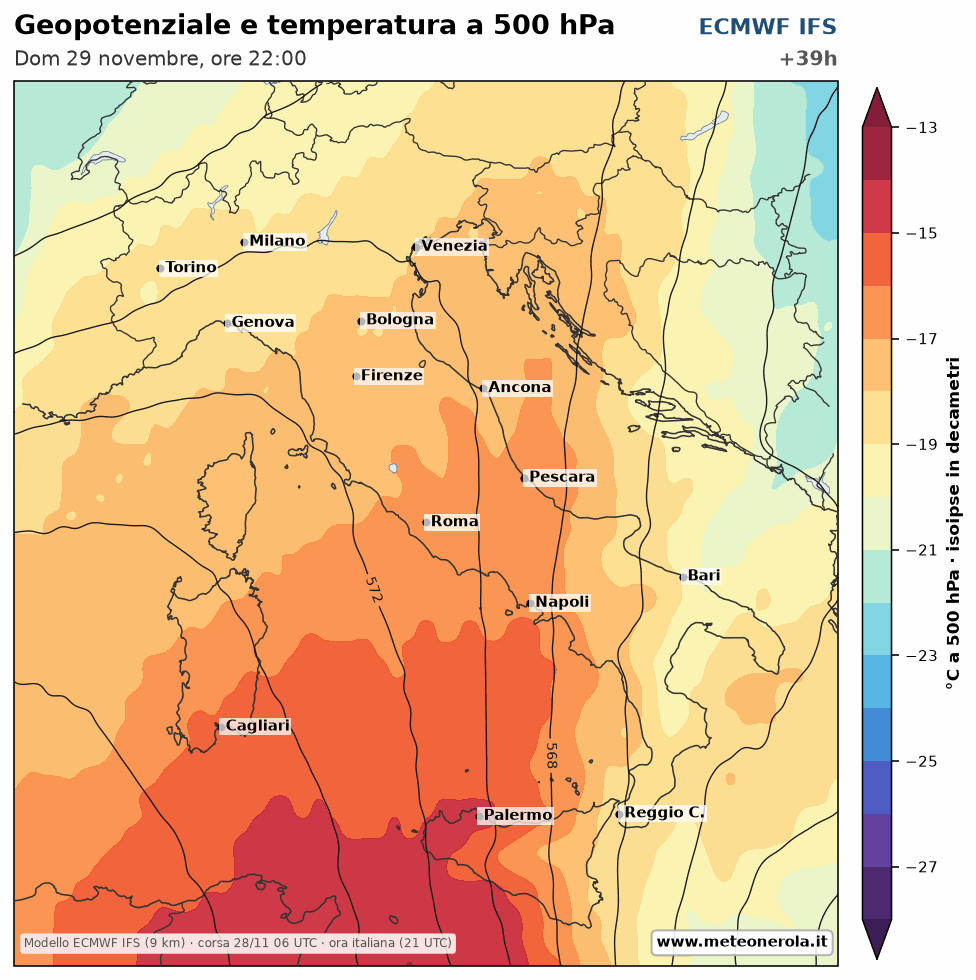 Geopotenziale e temperatura a 500 hPa
ECMWF IFS
Dom 29 novembre, ore 22:00
+39h
Milano
Venezia
Torino
Genova
Bologna
Firenze
Ancona
Pescara
Roma
Bari
572
Napoli
Cagliari
568
Palermo
Reggio C.
Modello ECMWF IFS (9 km) · corsa 28/11 06 UTC · ora italiana (21 UTC)
www.meteonerola.it
−13
−15
−17
−19
−21
−23
−25
−27
°C a 500 hPa · isoipse in decametri